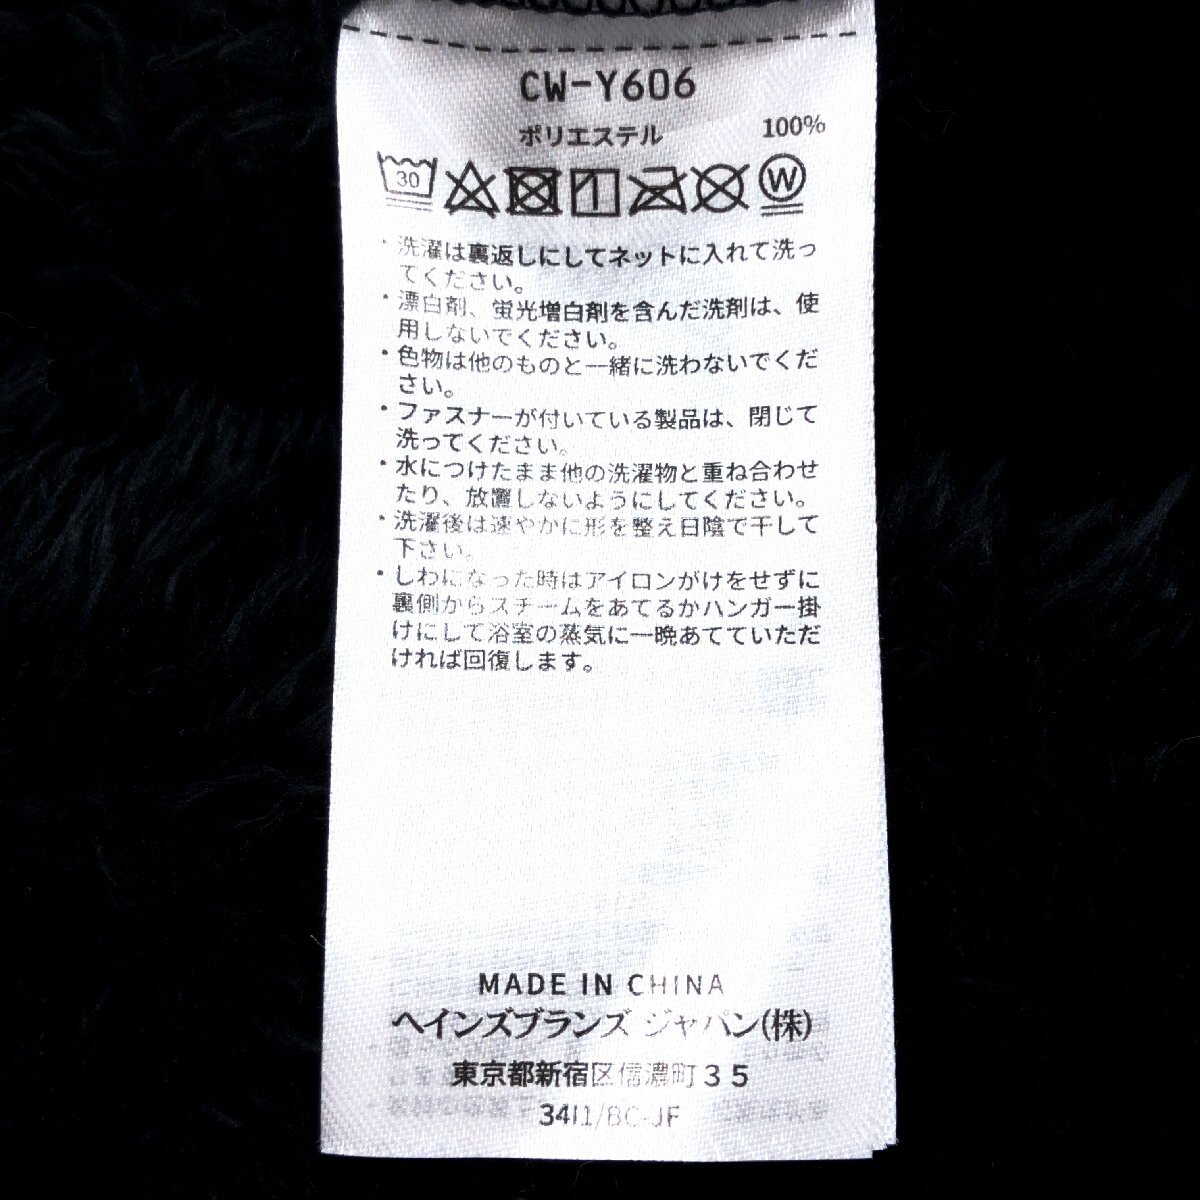 CW-Y606
ポリエステル 100%
30 W
・洗濯は裏返しにしてネットに入れて洗っ
てください。
・漂白剤、蛍光増白剤を含んだ洗剤は、使
用しないでください。
・色物は他のものと一緒に洗わないでくだ
さい。
・ファスナーが付いている製品は、閉じて
洗ってください。
・水につけたまま他の洗濯物と重ね合わせ
たり、放置しないようにしてください。
・洗濯後は速やかに形を整え日陰で干して
下さい。
・しわになった時はアイロンがけをせずに
裏側からスチームをあてるかハンガー掛
けにして浴室の蒸気に一晩あてていただ
ければ回復します。
MADE IN CHINA
ヘインズブランズ ジャパン(株)
東京都新宿区信濃町35
34I1/BC-JF